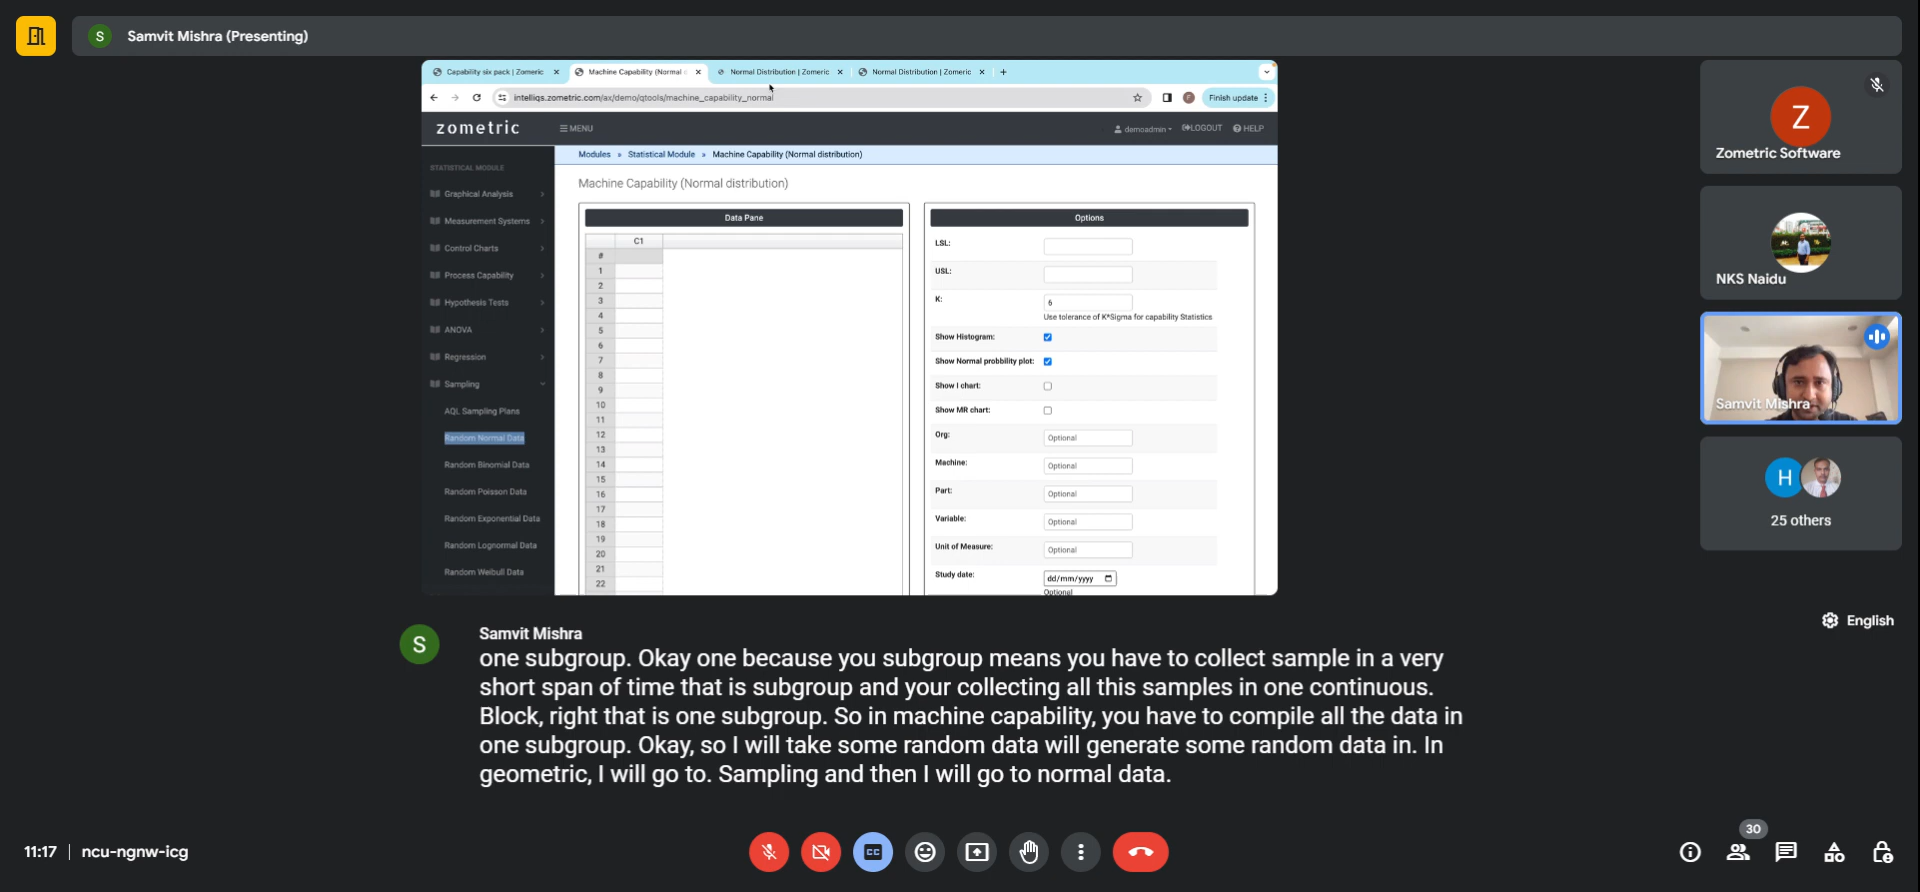 S Samvit Mishra (Presenting)
Capability six pack | Zomeric Machine Capability (Normal Normal Distribution | Zomeric Normal Distribution | Zomeric
intelliqs.zometric.com/ax/demo/qtools/machine_capability_normal
Finish update
zometric MENU demoadmin LOGOUT HELP
Modules » Statistical Module » Machine Capability (Normal distribution)
STATISTICAL MODULE
Graphical Analysis
Measurement Systems
Control Charts
Process Capability
Hypothesis Tests
ANOVA
Regression
Sampling
AQL Sampling Plans
Random Normal Data
Random Binomial Data
Random Poisson Data
Random Exponential Data
Random Lognormal Data
Random Weibull Data
Machine Capability (Normal distribution)
Data Pane
C1
#
1
2
3
4
5
6
7
8
9
10
11
12
13
14
15
16
17
18
19
20
21
22
Options
LSL:
USL:
K: 6
Use tolerance of K*Sigma for capability Statistics
Show Histogram:
Show Normal probbility plot:
Show I chart:
Show MR chart:
Org: Optional
Machine: Optional
Part: Optional
Variable: Optional
Unit of Measure: Optional
Study date: dd/mm/yyyy
Optional
Z
Zometric Software
NKS Naidu
Samvit Mishra
H
25 others
English
S
Samvit Mishra
one subgroup. Okay one because you subgroup means you have to collect sample in a very
short span of time that is subgroup and your collecting all this samples in one continuous.
Block, right that is one subgroup. So in machine capability, you have to compile all the data in
one subgroup. Okay, so I will take some random data will generate some random data in. In
geometric, I will go to. Sampling and then I will go to normal data.
11:17 | ncu-ngnw-icg
CC
30